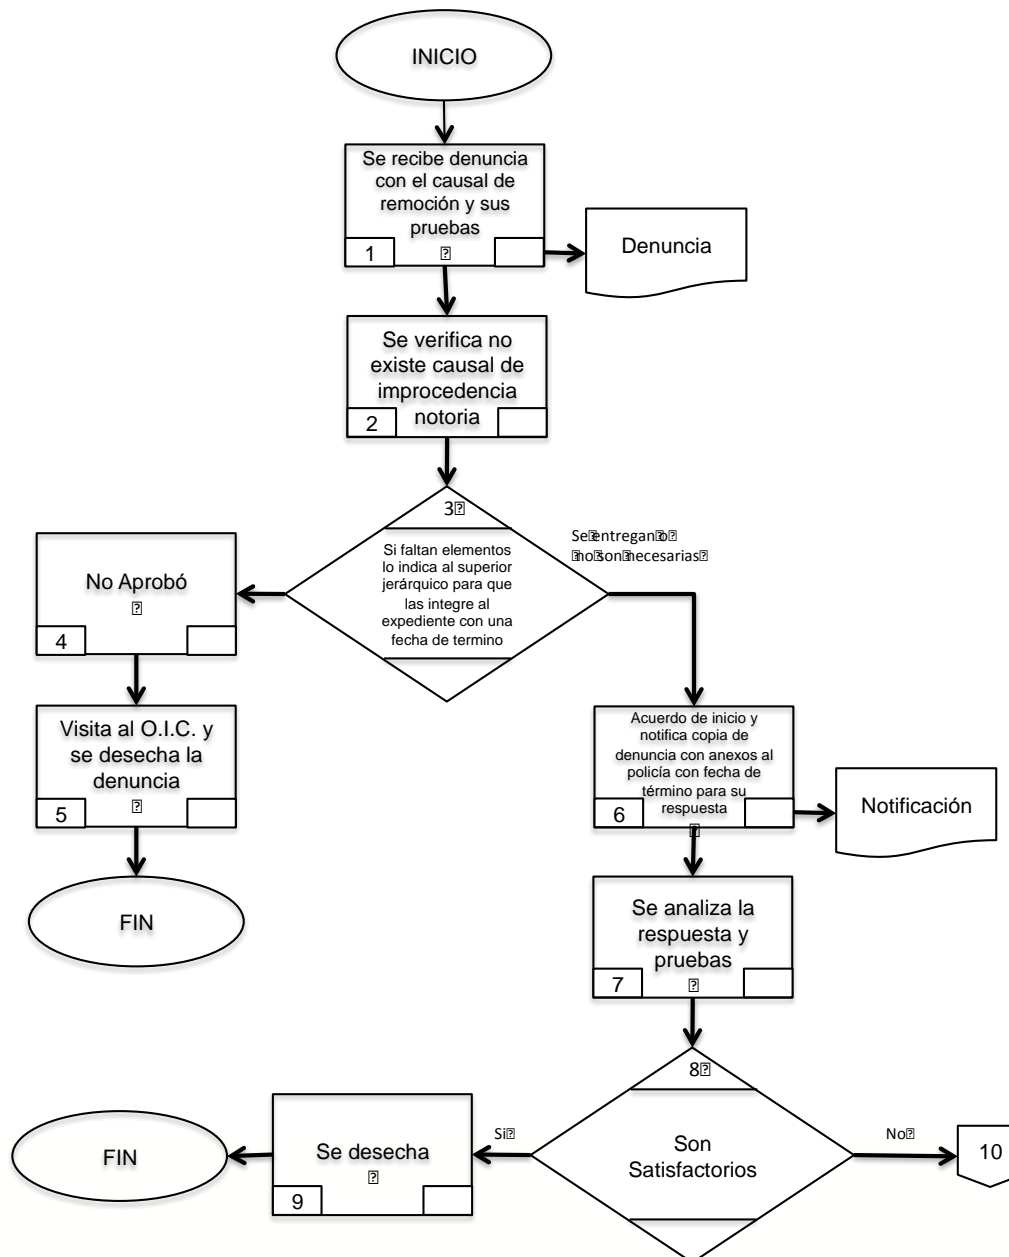 INICIO
Se recibe denuncia
con el causal de
remoción y sus
pruebas
1
Denuncia
Se verifica no
existe causal de
improcedencia
notoria
2
3
Si faltan elementos
lo indica al superior
jerárquico para que
las integre al
expediente con una
fecha de termino
Se entregan o
no son necesarias
No Aprobó
4
Visita al O.I.C. y
se desecha la
denuncia
5
FIN
Acuerdo de inicio y
notifica copia de
denuncia con anexos al
policía con fecha de
término para su
respuesta
6
Notificación
Se analiza la
respuesta y
pruebas
7
8
Son
Satisfactorios
Si
No
10
Se desecha
9
FIN